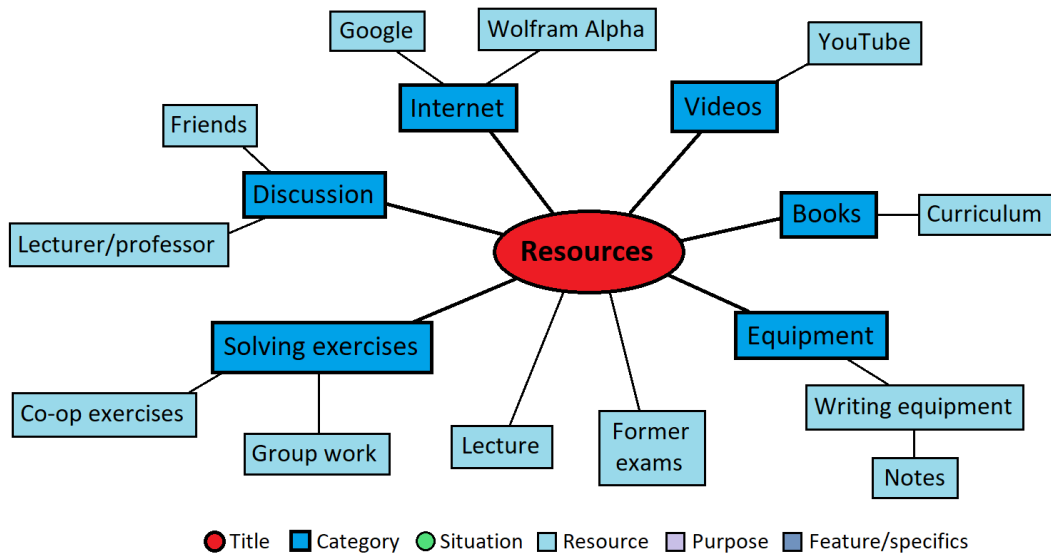 Google
Wolfram Alpha
YouTube
Internet
Videos
Friends
Discussion
Books
Curriculum
Lecturer/professor
Resources
Solving exercises
Equipment
Co-op exercises
Group work
Lecture
Former
exams
Writing equipment
Notes
Title
Category
Situation
Resource
Purpose
Feature/specifics